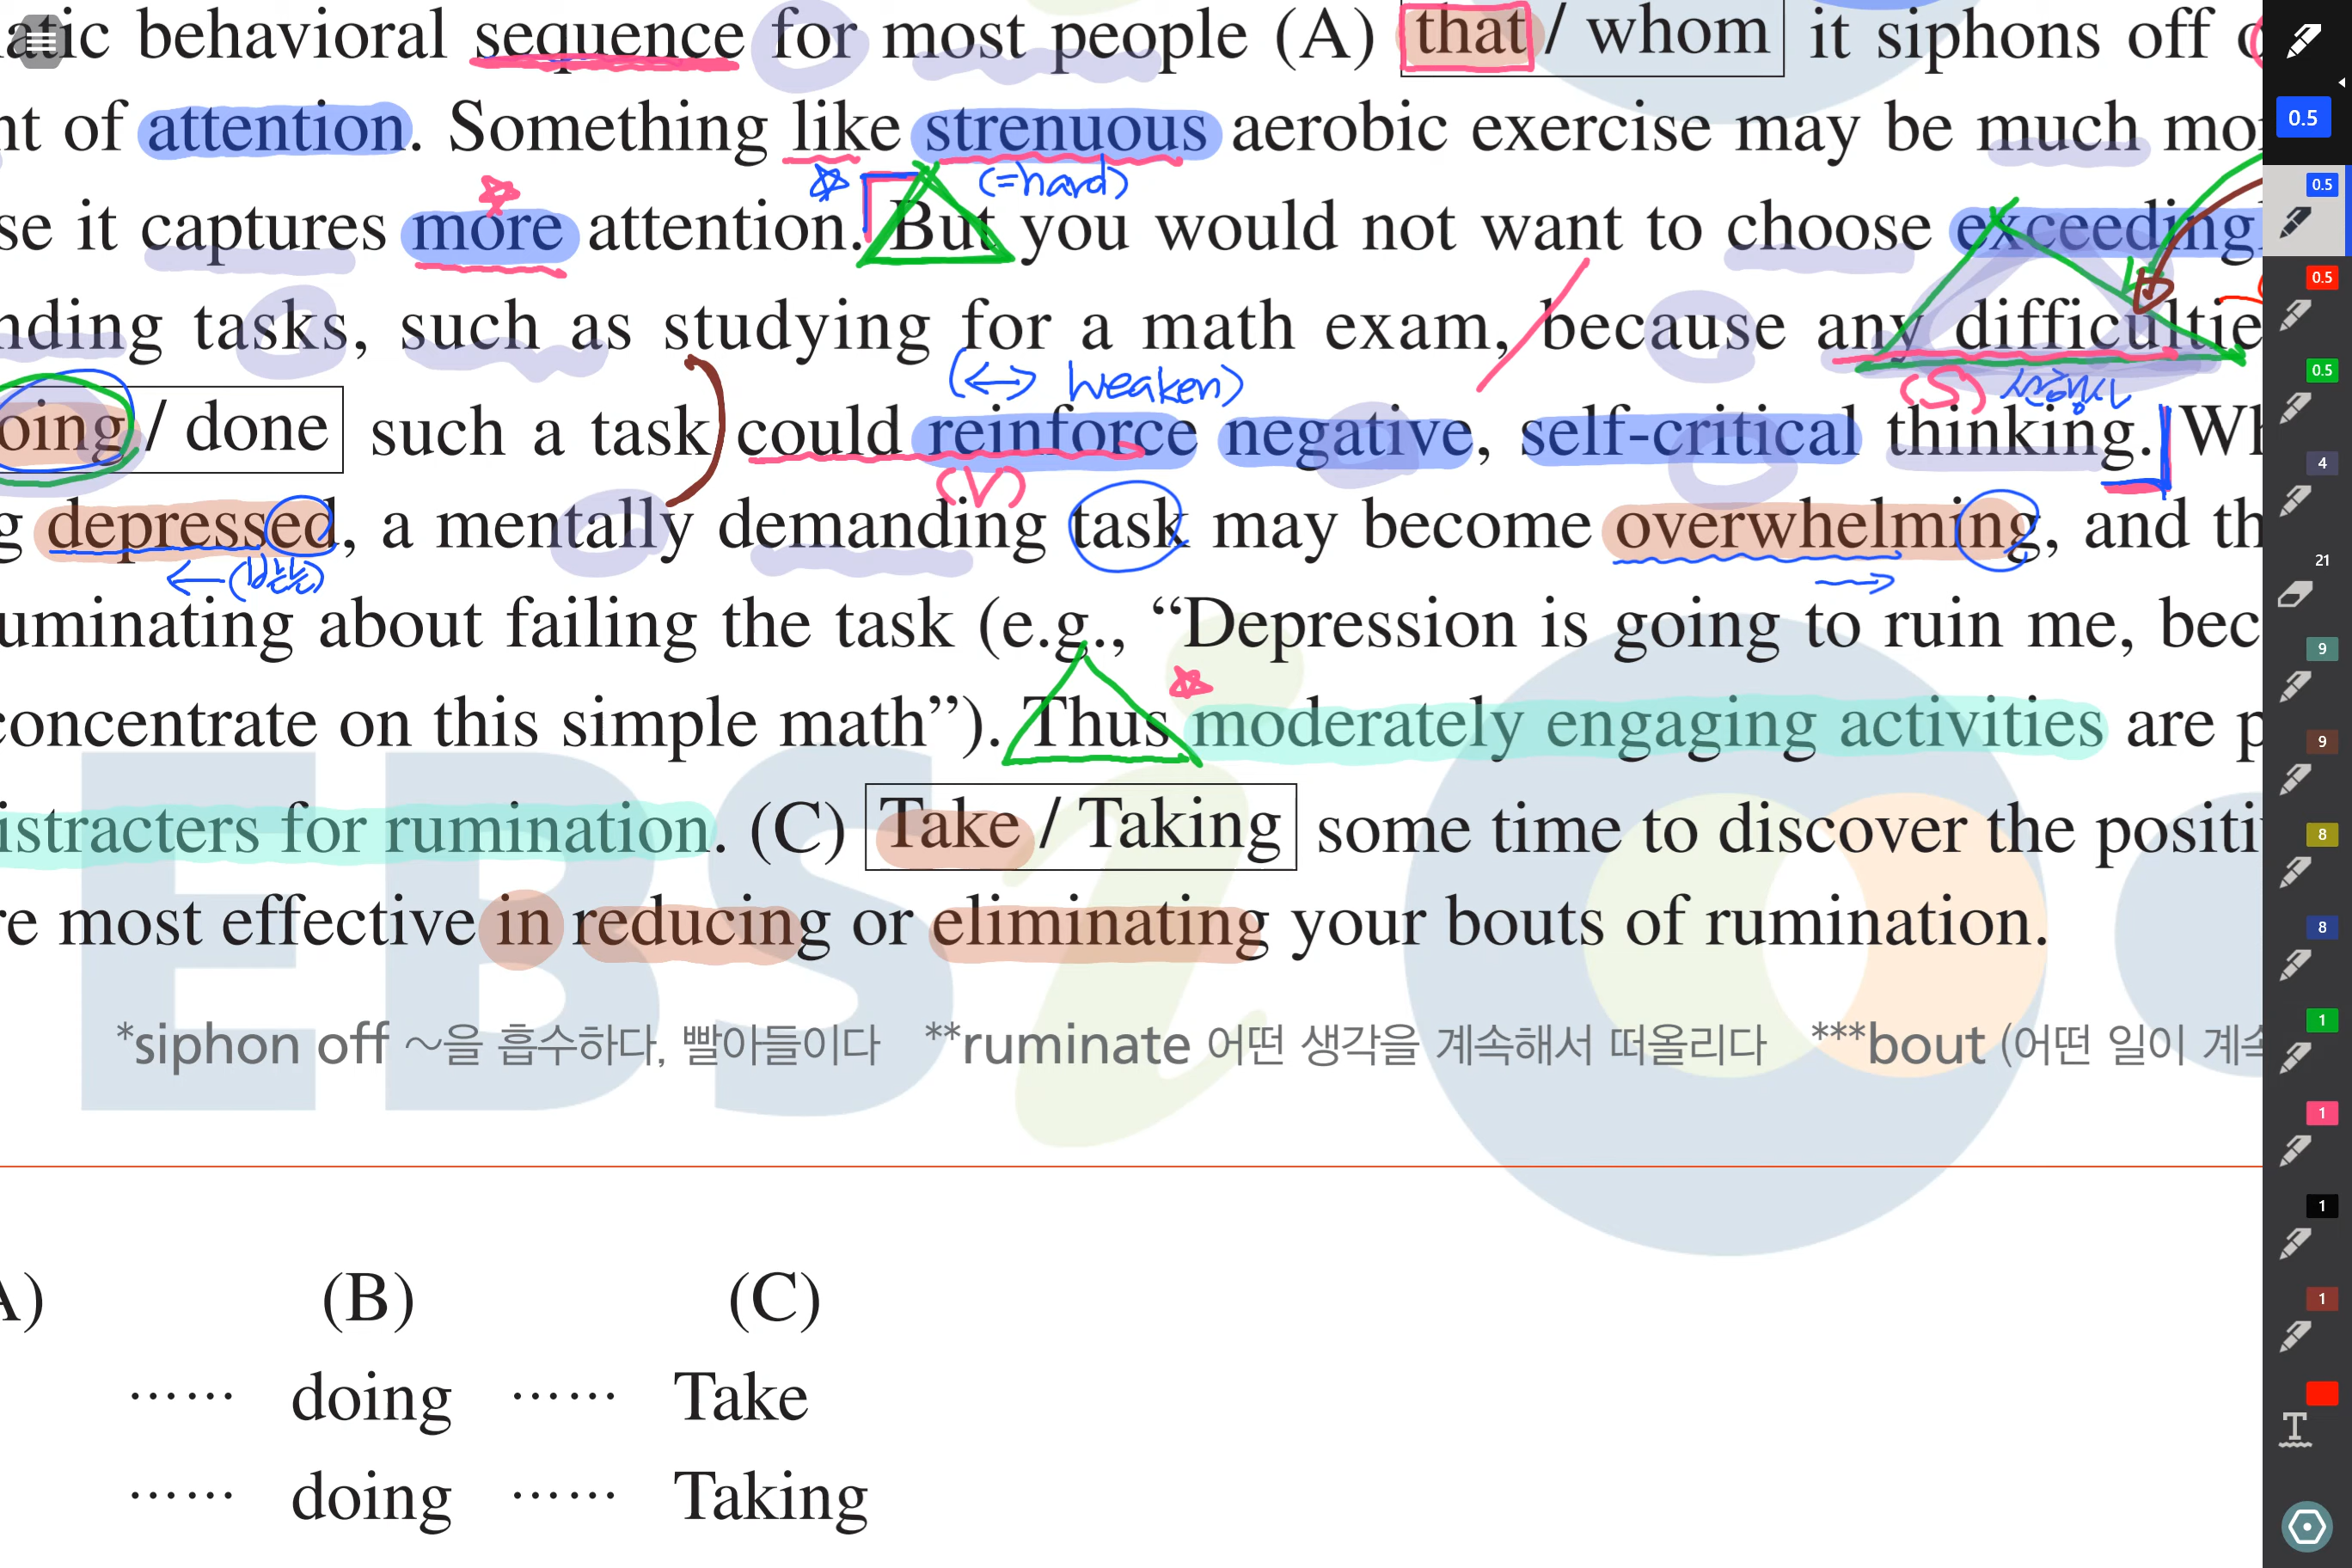 atic behavioral sequence for most people (A) that / whom it siphons off
nt of attention. Something like strenuous aerobic exercise may be much mo
(=hard)
se it captures more attention. But you would not want to choose exceeding
nding tasks, such as studying for a math exam, because any difficultie
(↔ weaken)
(S)
oing / done such a task could reinforce negative, self-critical thinking. Wh
(V)
g depressed, a mentally demanding task may become overwhelming, and th
uminating about failing the task (e.g., “Depression is going to ruin me, bec
concentrate on this simple math”). Thus moderately engaging activities are p
istracters for rumination. (C) Take / Taking some time to discover the positi
re most effective in reducing or eliminating your bouts of rumination.
EBSi
*siphon off ~을 흡수하다, 빨아들이다 **ruminate 어떤 생각을 계속해서 떠올리다 ***bout (어떤 일이 계속
A) (B) (C)
…… doing …… Take
…… doing …… Taking
0.5
0.5
0.5
0.5
4
21
9
9
8
8
1
1
1
1
T